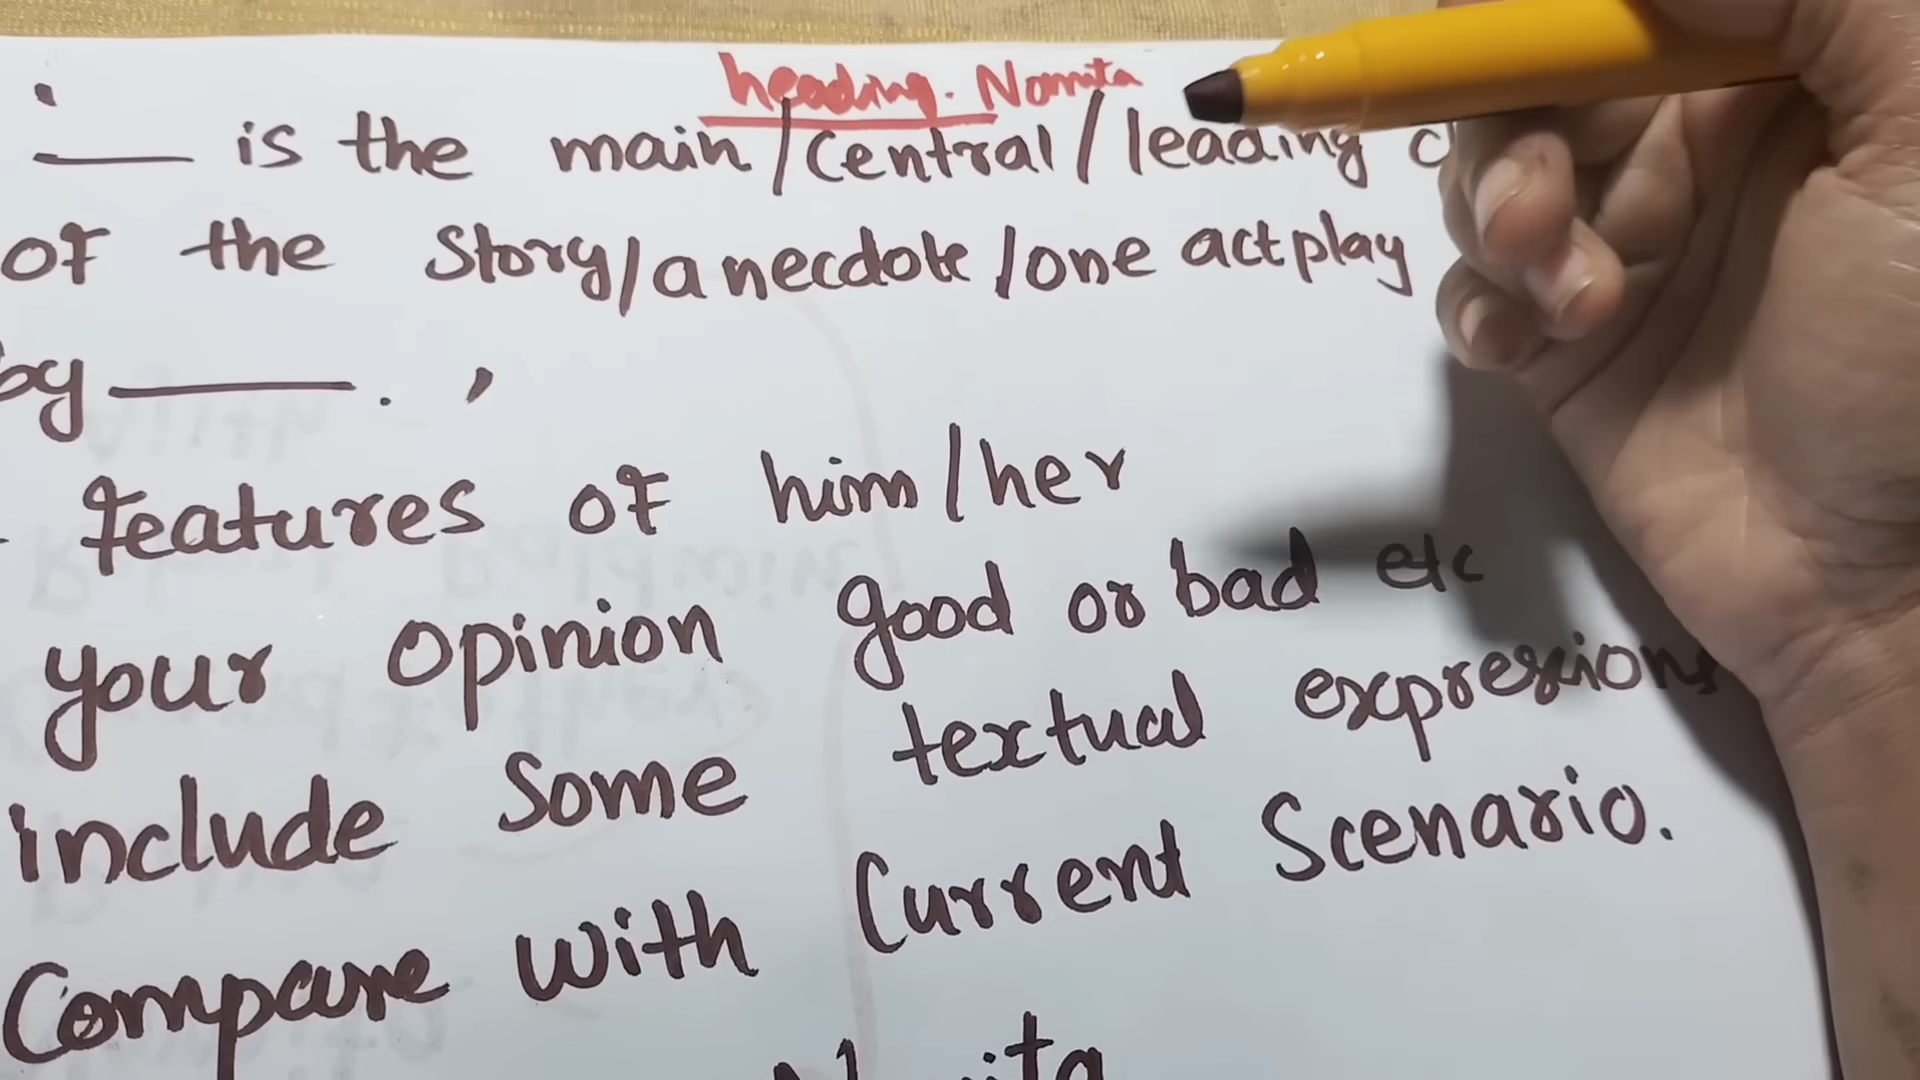 heading. Namita
is the main/central/leading
of the story/anecdote/one act play
by ____ . ,
- features of him/her
your opinion good or bad etc
include some textual expressions
Compare with current scenario.